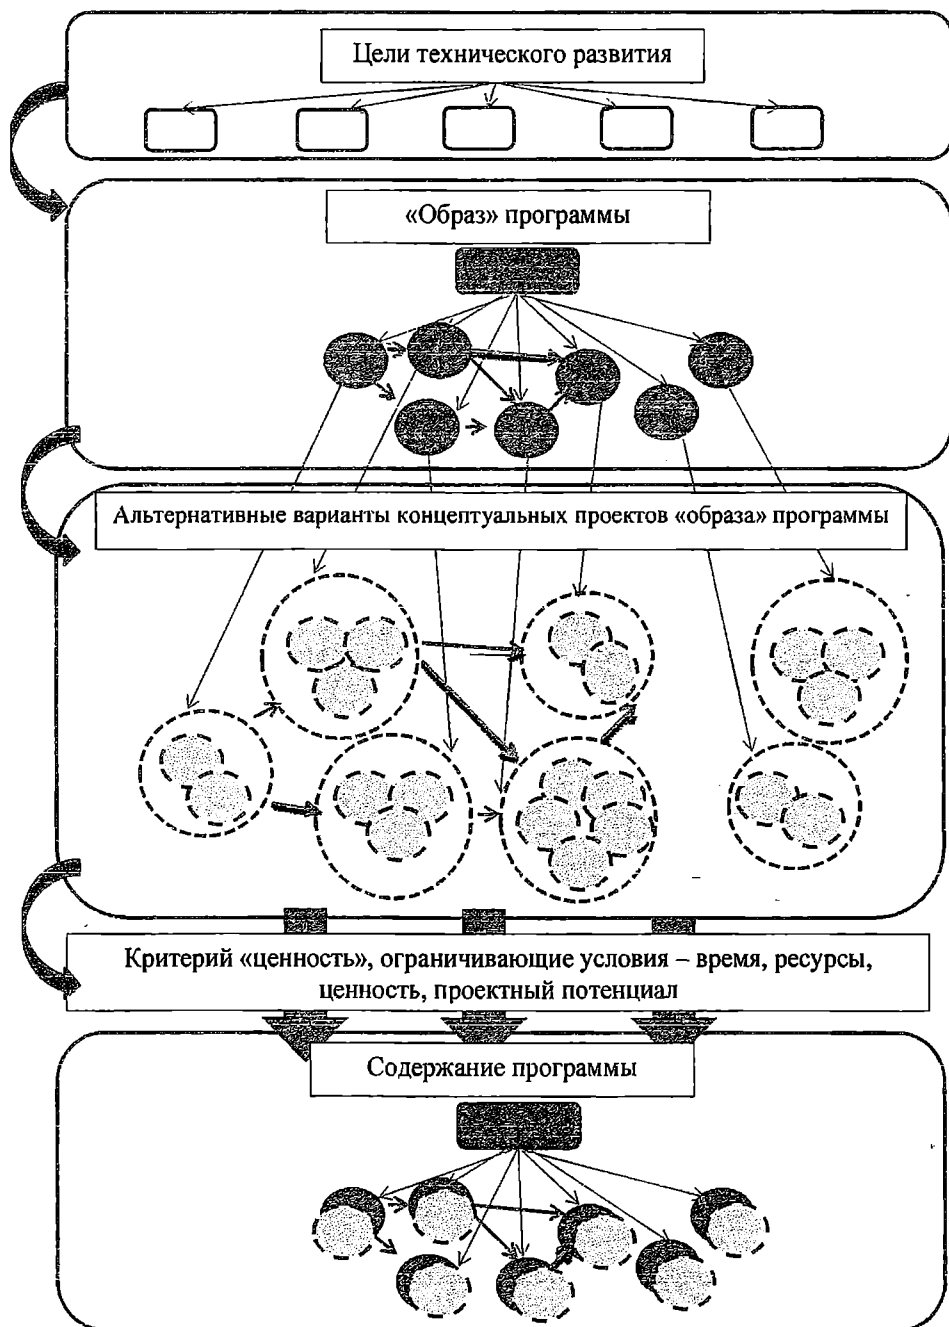 Цели технического развития
«Образ» программы
Альтернативные варианты концептуальных проектов «образа» программы
Критерий «ценность», ограничивающие условия – время, ресурсы,
ценность, проектный потенциал
Содержание программы